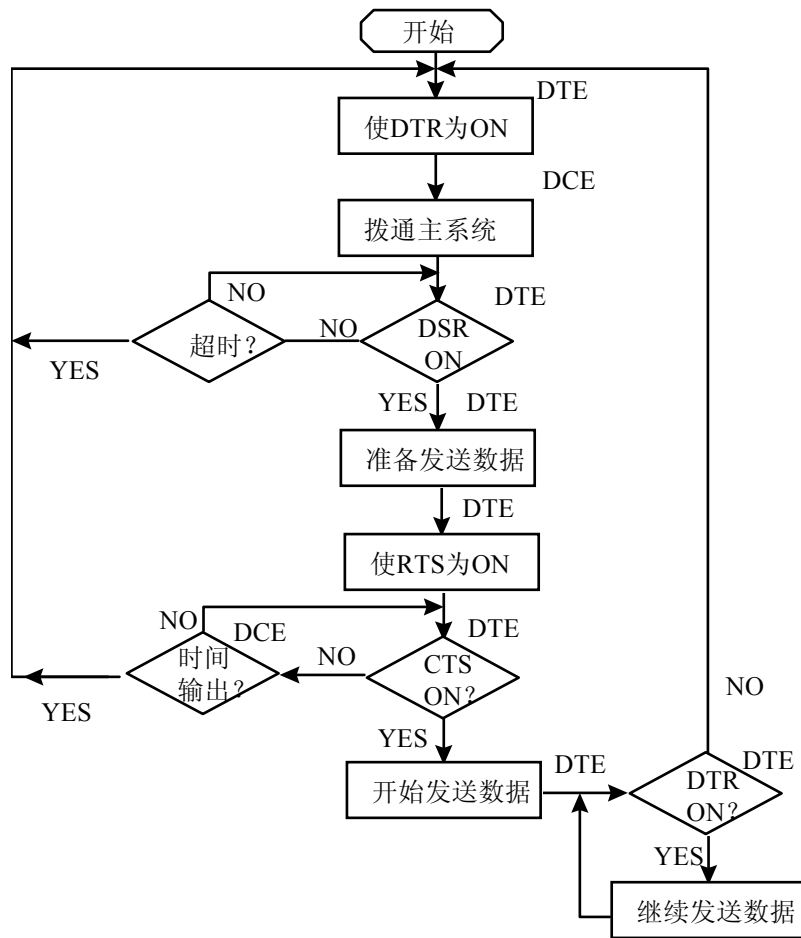 开始
DTE
使DTR为ON
DCE
拨通主系统
DTE
NO
NO
超时？
DSR
ON
YES
YES
DTE
准备发送数据
DTE
使RTS为ON
NO
DCE
DTE
时间
输出？
NO
CTS
ON？
YES
NO
YES
开始发送数据
DTE
DTE
DTR
ON？
YES
继续发送数据